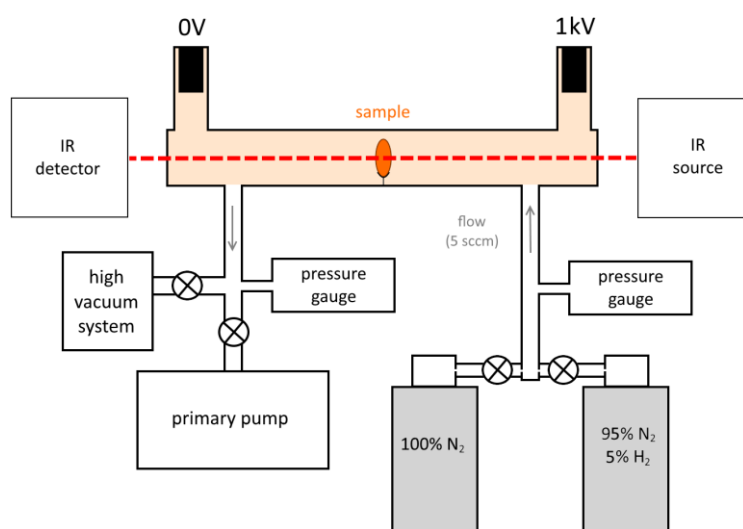 0V
1kV
sample
IR
detector
IR
source
flow
(5 sccm)
high
vacuum
system
pressure
gauge
pressure
gauge
primary pump
100% N₂
95% N₂
5% H₂